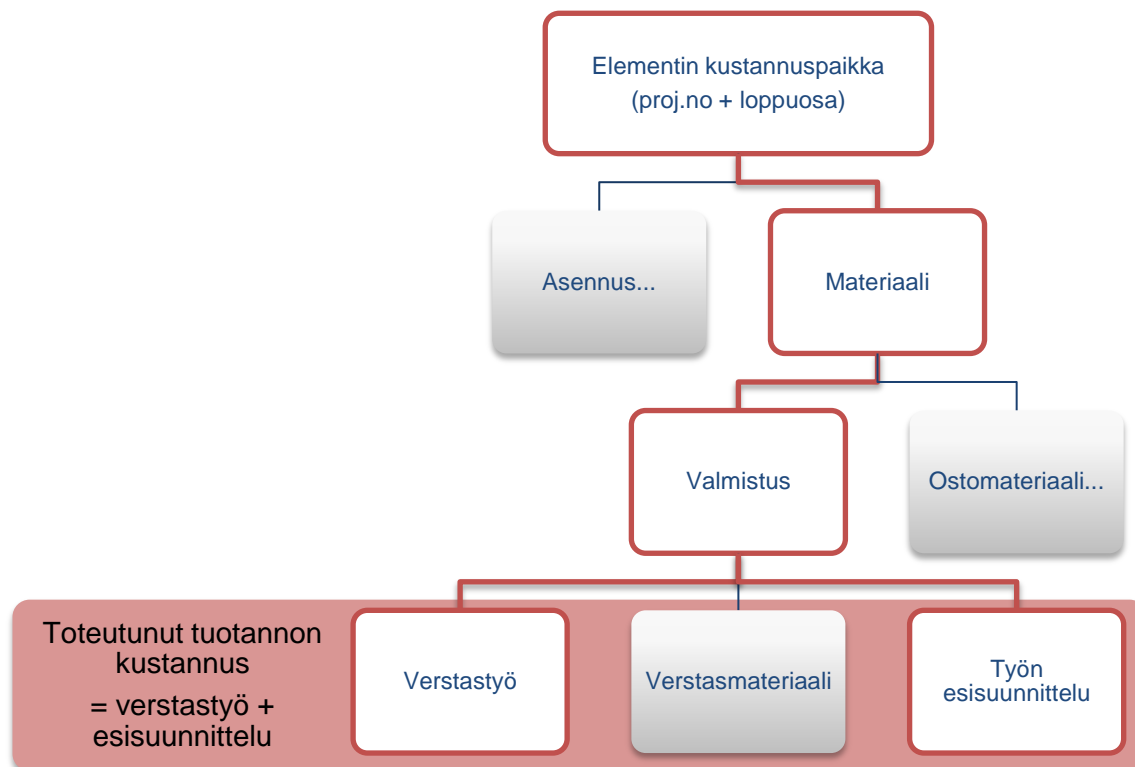 Elementin kustannuspaikka
(proj.no + loppuosa)
Asennus...
Materiaali
Valmistus
Ostomateriaali...
Toteutunut tuotannon
kustannus
= verstastyö +
esisuunnittelu
Verstastyö
Verstasmateriaali
Työn
esisuunnittelu